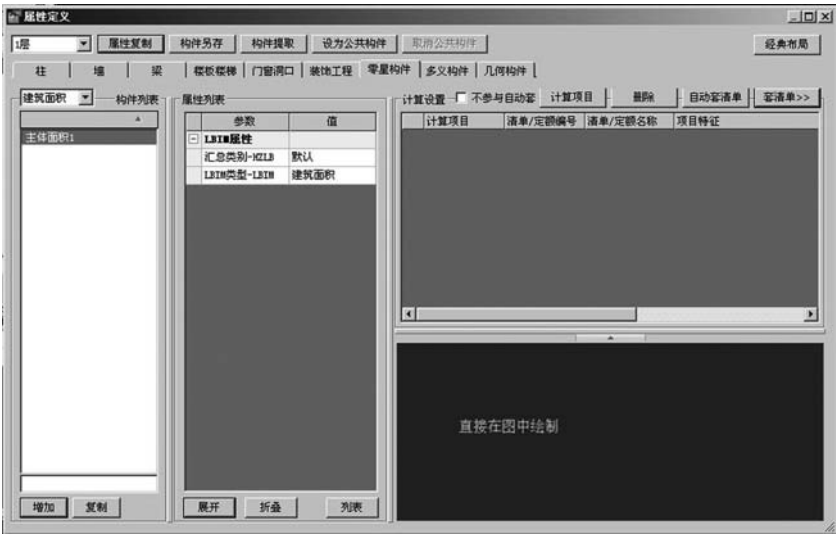 属性定义
1层 属性复制 构件另存 构件提取 设为公共构件 取消公共构件 经典布局
柱 墙 梁 楼板楼梯 门窗洞口 装饰工程 零星构件 多义构件 几何构件
建筑面积 构件列表 属性列表 计算设置 不参与自动套 计算项目 删除 自动套清单 套清单>>
参数 值 计算项目 清单/定额编号 清单/定额名称 项目特征
主体面积1 LBIM属性
汇总类别-HZLB 默认
LBIM类型-LBIM 建筑面积
直接在图中绘制
增加 复制 展开 折叠 列表